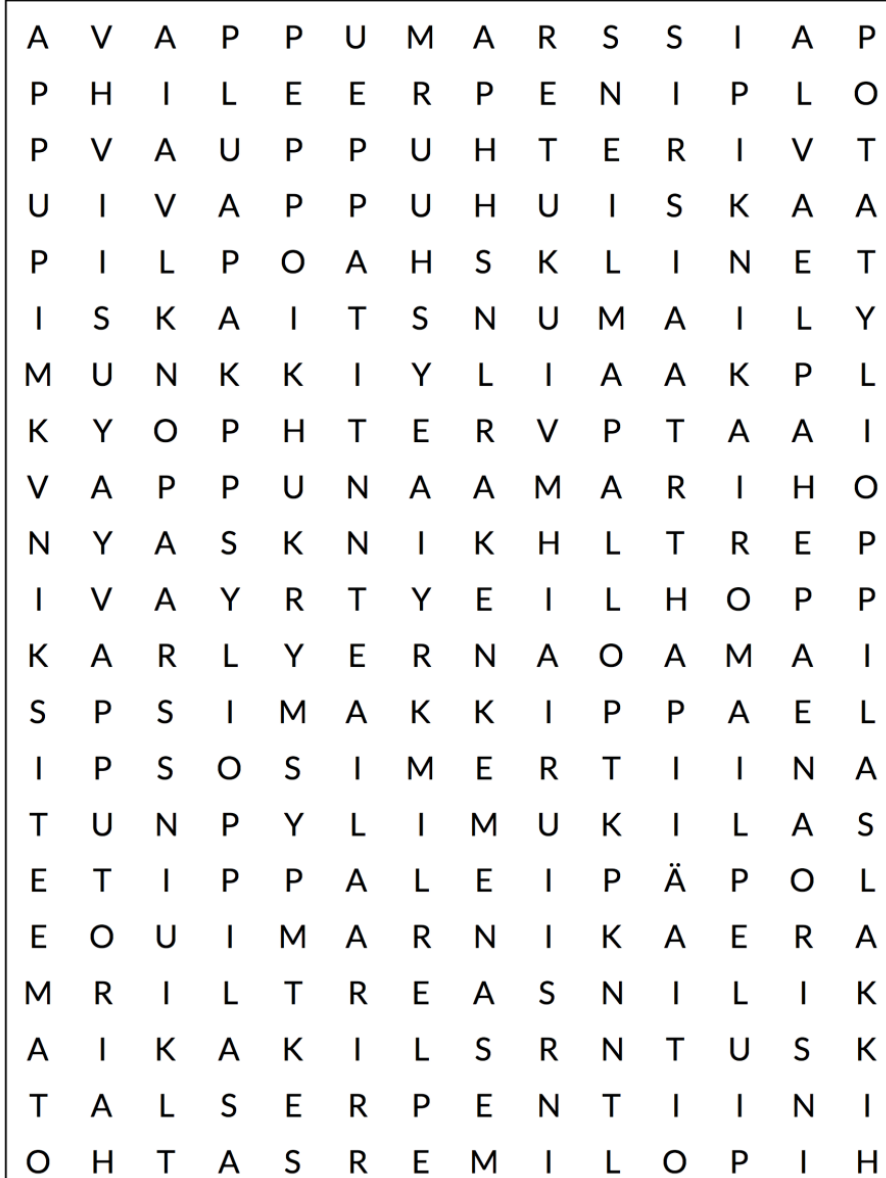 A V A P P U M A R S S I A P
P H I L E E R P E N I P L O
P V A U P P U H T E R I V T
U I V A P P U H U I S K A A
P I L P O A H S K L I N E T
I S K A I T S N U M A I L Y
M U N K K I Y L I A A K P L
K Y O P H T E R V P T A A I
V A P P U N A A M A R I H O
N Y A S K N I K H L T R E P
I V A Y R T Y E I L H O P P
K A R L Y E R N A O A M A I
S P S I M A K K I P P A E L
I P S O S I M E R T I I N A
T U N P Y L I M U K I L A S
E T I P P A L E I P Ä P O L
E O U I M A R N I K A E R A
M R I L T R E A S N I L I K
A I K A K I L S R N T U S K
T A L S E R P E N T I I N I
O H T A S R E M I L O P I H